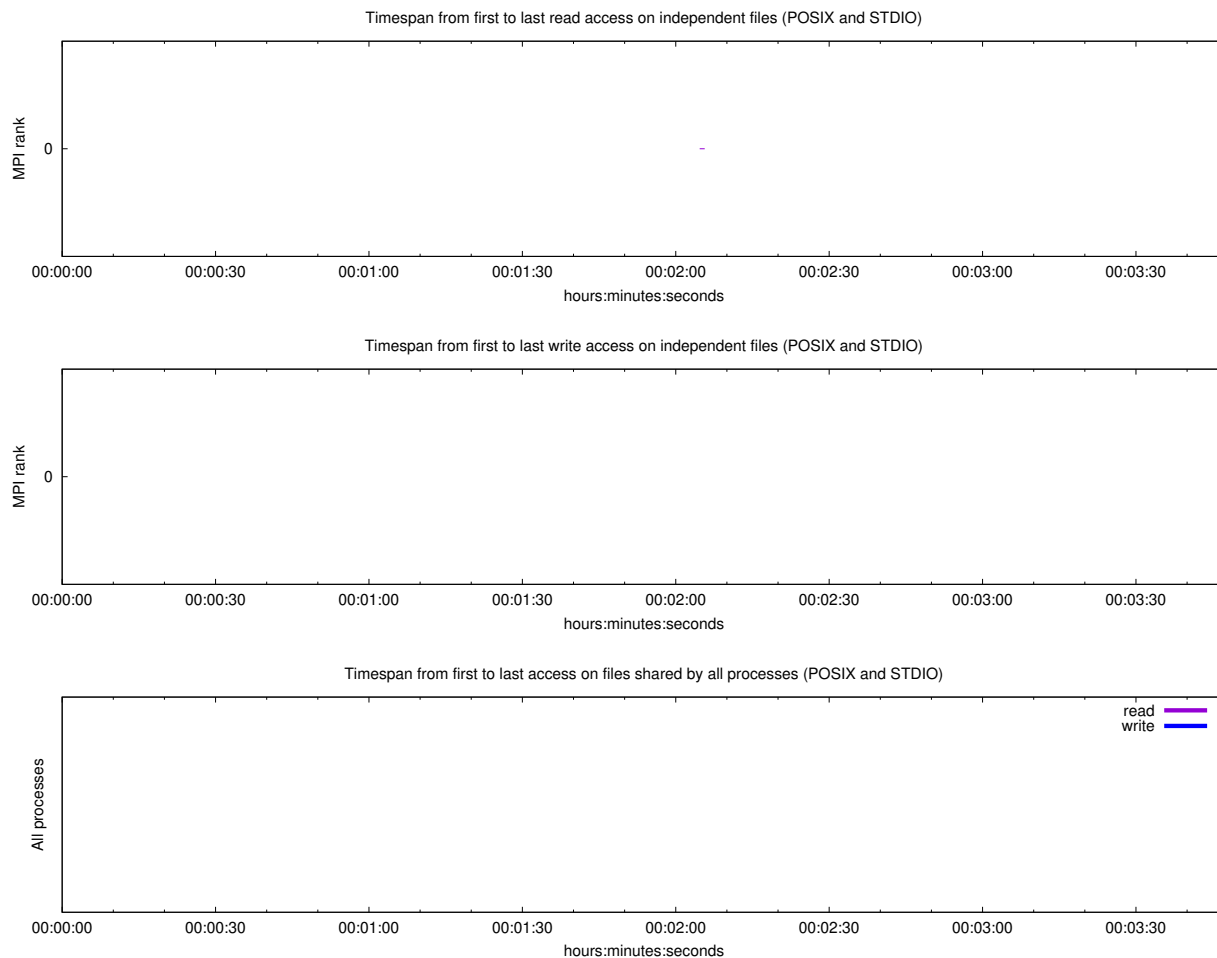 Timespan from first to last read access on independent files (POSIX and STDIO)
MPI rank
0
00:00:00 00:00:30 00:01:00 00:01:30 00:02:00 00:02:30 00:03:00 00:03:30
hours:minutes:seconds
Timespan from first to last write access on independent files (POSIX and STDIO)
MPI rank
0
00:00:00 00:00:30 00:01:00 00:01:30 00:02:00 00:02:30 00:03:00 00:03:30
hours:minutes:seconds
Timespan from first to last access on files shared by all processes (POSIX and STDIO)
read
write
All processes
00:00:00 00:00:30 00:01:00 00:01:30 00:02:00 00:02:30 00:03:00 00:03:30
hours:minutes:seconds